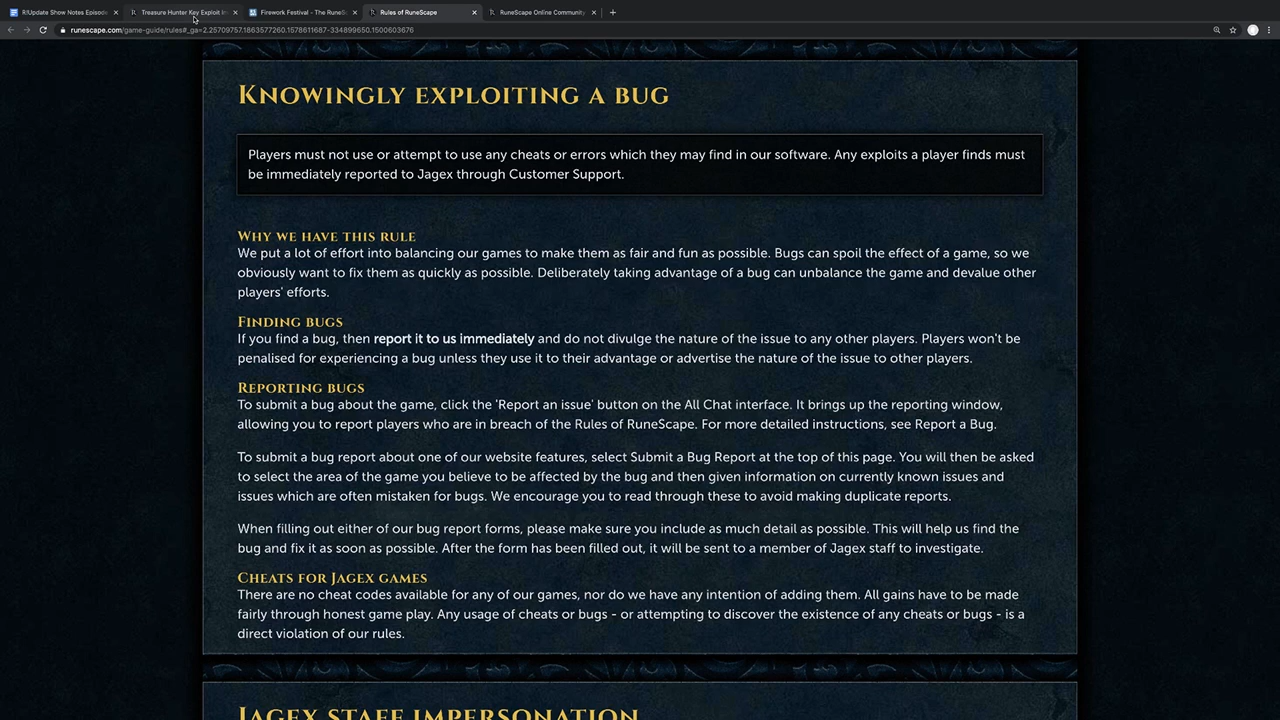 R/Update Show Notes Episode
Treasure Hunter Key Exploit In
Firework Festival - The RuneSc
Rules of RuneScape
RuneScape Online Community
runescape.com/game-guide/rules#_ga=2.25709757.1863577260.1578611687-334899650.1500603676
Knowingly exploiting a bug
Players must not use or attempt to use any cheats or errors which they may find in our software. Any exploits a player finds must
be immediately reported to Jagex through Customer Support.
Why we have this rule
We put a lot of effort into balancing our games to make them as fair and fun as possible. Bugs can spoil the effect of a game, so we
obviously want to fix them as quickly as possible. Deliberately taking advantage of a bug can unbalance the game and devalue other
players' efforts.
Finding bugs
If you find a bug, then report it to us immediately and do not divulge the nature of the issue to any other players. Players won't be
penalised for experiencing a bug unless they use it to their advantage or advertise the nature of the issue to other players.
Reporting bugs
To submit a bug about the game, click the 'Report an issue' button on the All Chat interface. It brings up the reporting window,
allowing you to report players who are in breach of the Rules of RuneScape. For more detailed instructions, see Report a Bug.
To submit a bug report about one of our website features, select Submit a Bug Report at the top of this page. You will then be asked
to select the area of the game you believe to be affected by the bug and then given information on currently known issues and
issues which are often mistaken for bugs. We encourage you to read through these to avoid making duplicate reports.
When filling out either of our bug report forms, please make sure you include as much detail as possible. This will help us find the
bug and fix it as soon as possible. After the form has been filled out, it will be sent to a member of Jagex staff to investigate.
Cheats for Jagex games
There are no cheat codes available for any of our games, nor do we have any intention of adding them. All gains have to be made
fairly through honest game play. Any usage of cheats or bugs - or attempting to discover the existence of any cheats or bugs - is a
direct violation of our rules.
Jagex staff impersonation